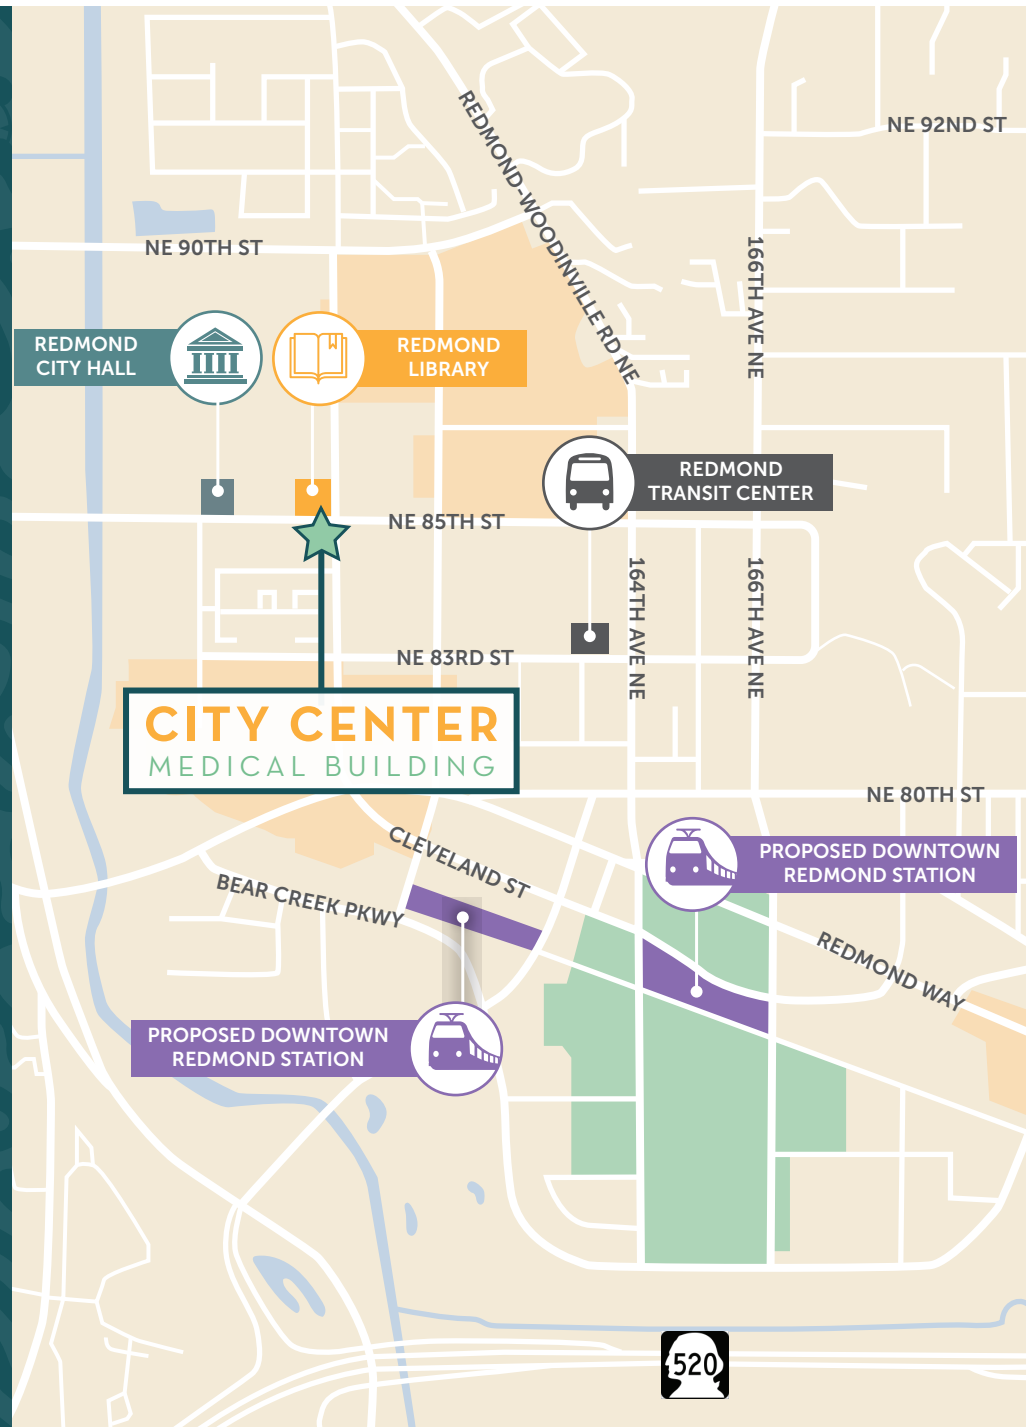 REDMOND-WOODINVILLE RD NE
NE 92ND ST
NE 90TH ST
166TH AVE NE
REDMOND
CITY HALL
REDMOND
LIBRARY
REDMOND
TRANSIT CENTER
NE 85TH ST
164TH AVE NE
166TH AVE NE
NE 83RD ST
CITY CENTER
MEDICAL BUILDING
NE 80TH ST
CLEVELAND ST
PROPOSED DOWNTOWN
REDMOND STATION
BEAR CREEK PKWY
REDMOND WAY
PROPOSED DOWNTOWN
REDMOND STATION
520